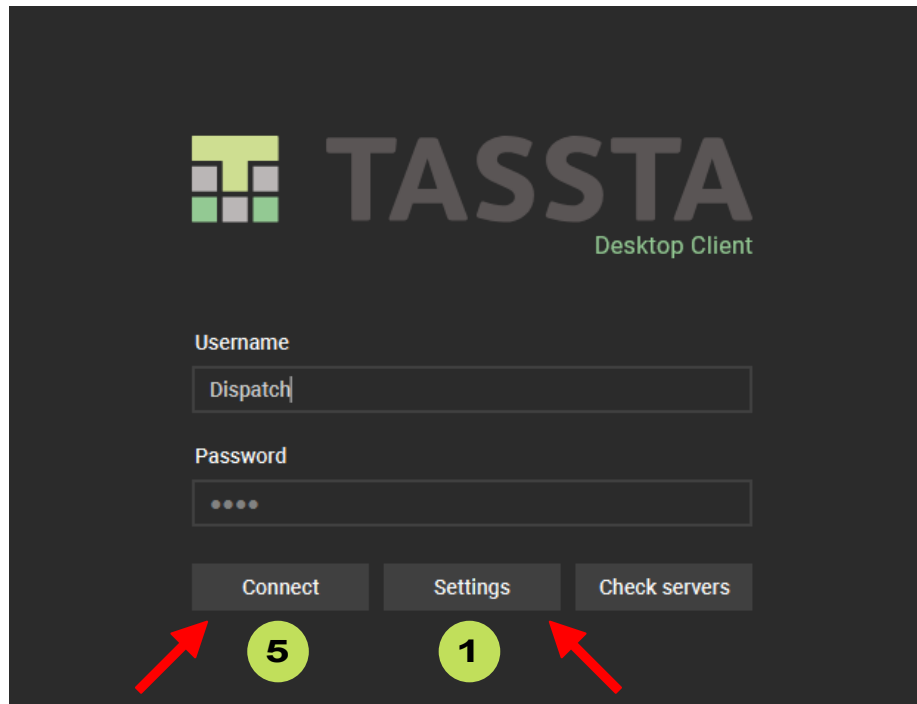 TASSTA
Desktop Client
Username
Dispatch
Password
Connect Settings Check servers
5 1